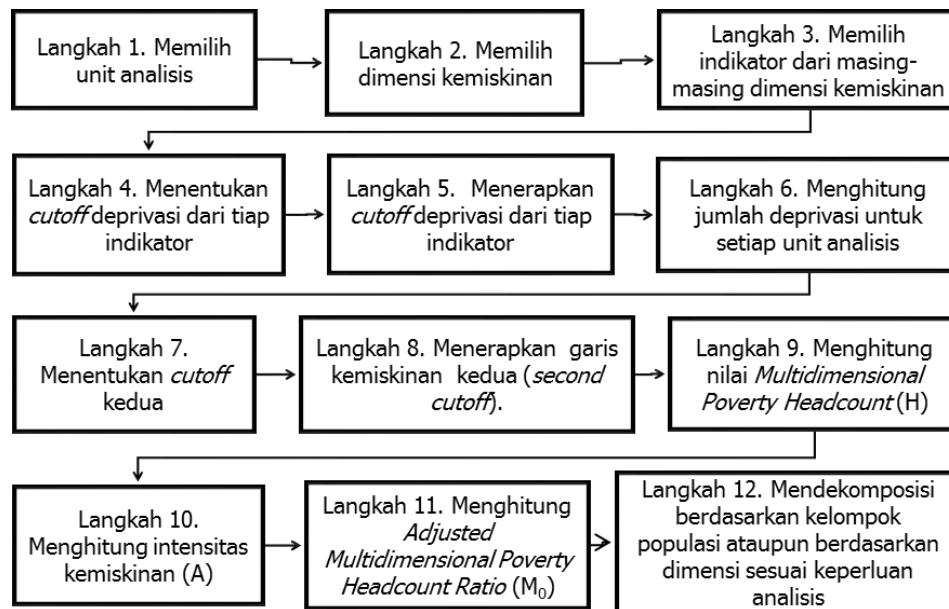 Langkah 1. Memilih
unit analisis
Langkah 2. Memilih
dimensi kemiskinan
Langkah 3. Memilih
indikator dari masing-
masing dimensi kemiskinan
Langkah 4. Menentukan
cutoff deprivasi dari tiap
indikator
Langkah 5. Menerapkan
cutoff deprivasi dari tiap
indikator
Langkah 6. Menghitung
jumlah deprivasi untuk
setiap unit analisis
Langkah 7.
Menentukan cutoff
kedua
Langkah 8. Menerapkan garis
kemiskinan kedua (second
cutoff).
Langkah 9. Menghitung
nilai Multidimensional
Poverty Headcount (H)
Langkah 10.
Menghitung intensitas
kemiskinan (A)
Langkah 11. Menghitung
Adjusted
Multidimensional Poverty
Headcount Ratio (M₀)
Langkah 12. Mendekomposisi
berdasarkan kelompok
populasi ataupun berdasarkan
dimensi sesuai keperluan
analisis